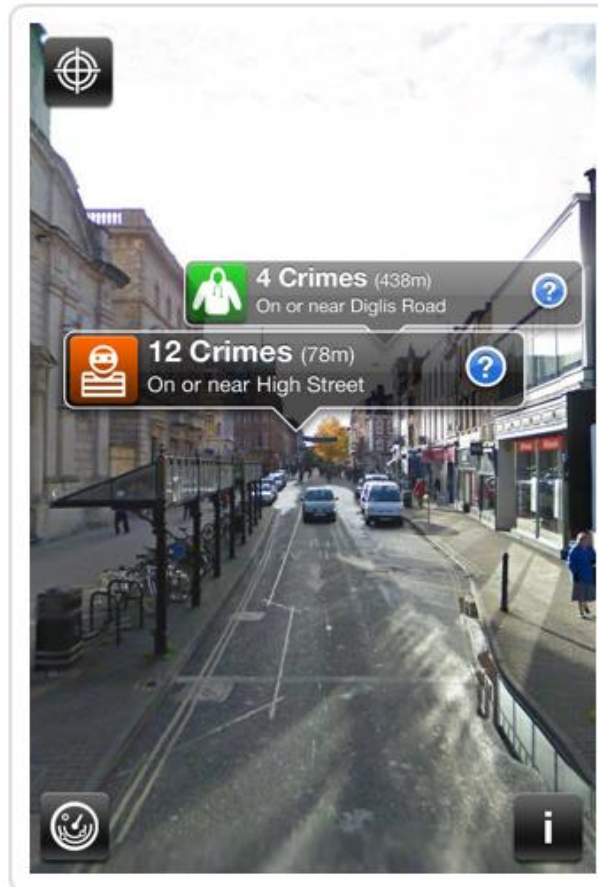 4 Crimes (438m)
On or near Diglis Road
?
12 Crimes (78m)
On or near High Street
?
i